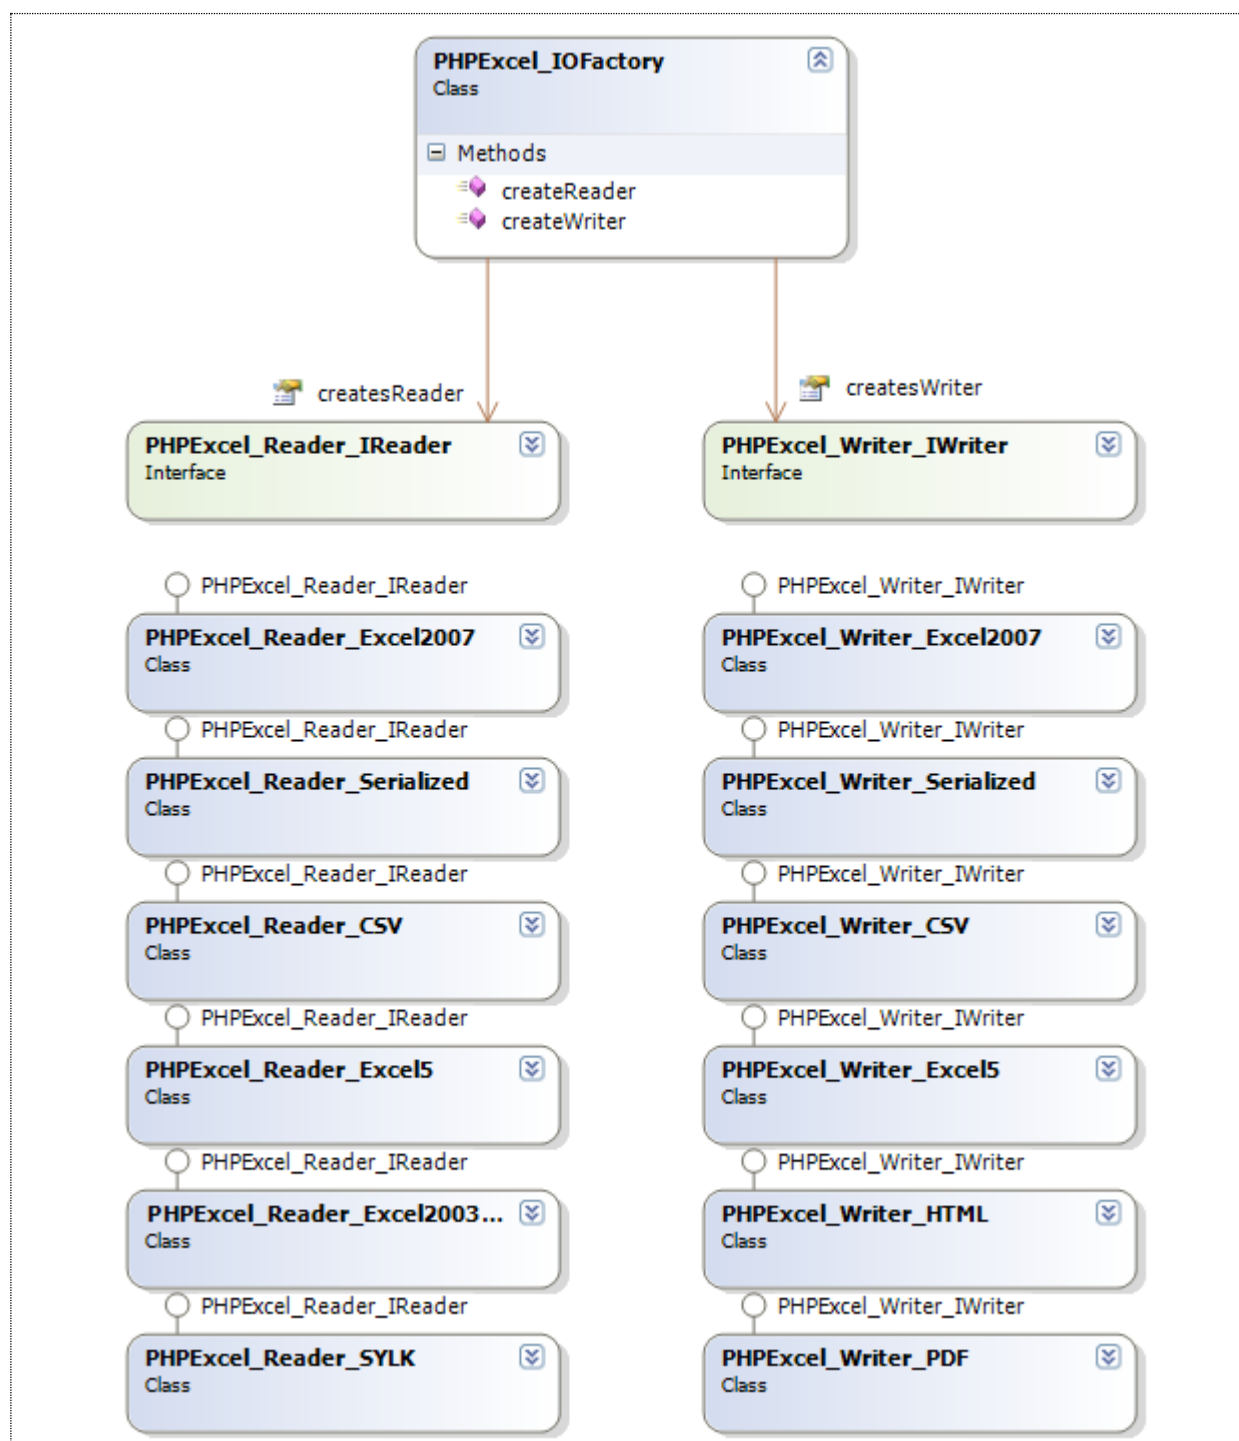 PHPExcel_IOFactory
Class
Methods
createReader
createWriter
createsReader
createsWriter
PHPExcel_Reader_IReader
Interface
PHPExcel_Writer_IWriter
Interface
PHPExcel_Reader_IReader
PHPExcel_Reader_Excel2007
Class
PHPExcel_Writer_IWriter
PHPExcel_Writer_Excel2007
Class
PHPExcel_Reader_IReader
PHPExcel_Reader_Serialized
Class
PHPExcel_Writer_IWriter
PHPExcel_Writer_Serialized
Class
PHPExcel_Reader_IReader
PHPExcel_Reader_CSV
Class
PHPExcel_Writer_IWriter
PHPExcel_Writer_CSV
Class
PHPExcel_Reader_IReader
PHPExcel_Reader_Excel5
Class
PHPExcel_Writer_IWriter
PHPExcel_Writer_Excel5
Class
PHPExcel_Reader_IReader
PHPExcel_Reader_Excel2003...
Class
PHPExcel_Writer_IWriter
PHPExcel_Writer_HTML
Class
PHPExcel_Reader_IReader
PHPExcel_Reader_SYLK
Class
PHPExcel_Writer_IWriter
PHPExcel_Writer_PDF
Class